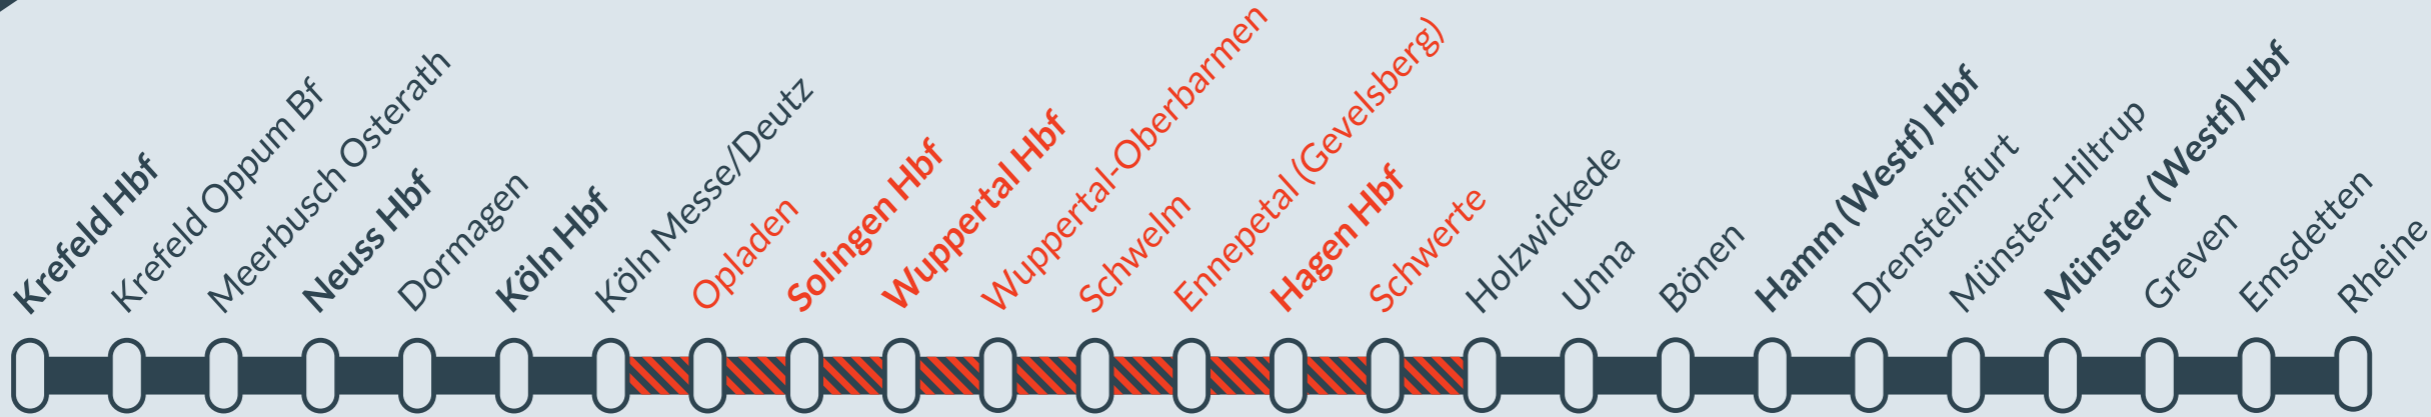 Krefeld Hbf
Krefeld Oppum Bf
Meerbusch Osterath
Neuss Hbf
Dormagen
Köln Hbf
Köln Messe/Deutz
Opladen
Solingen Hbf
Wuppertal Hbf
Wuppertal-Oberbarmen
Schwelm
Ennepetal (Gevelsberg)
Hagen Hbf
Schwerte
Holzwickede
Unna
Bönen
Hamm (Westf) Hbf
Drensteinfurt
Münster-Hiltrup
Münster (Westf) Hbf
Greven
Emsdetten
Rheine